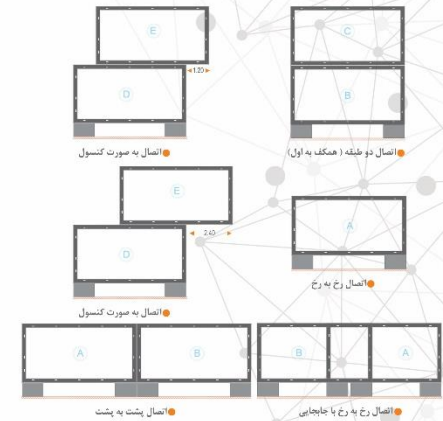 E
1.20
D
اتصال به صورت کنسول
C
B
اتصال دو طبقه ( همکف به اول)
E
2.40
D
اتصال به صورت کنسول
A
اتصال رخ به رخ
A B
اتصال پشت به پشت
B A
اتصال رخ به رخ با جابجایی